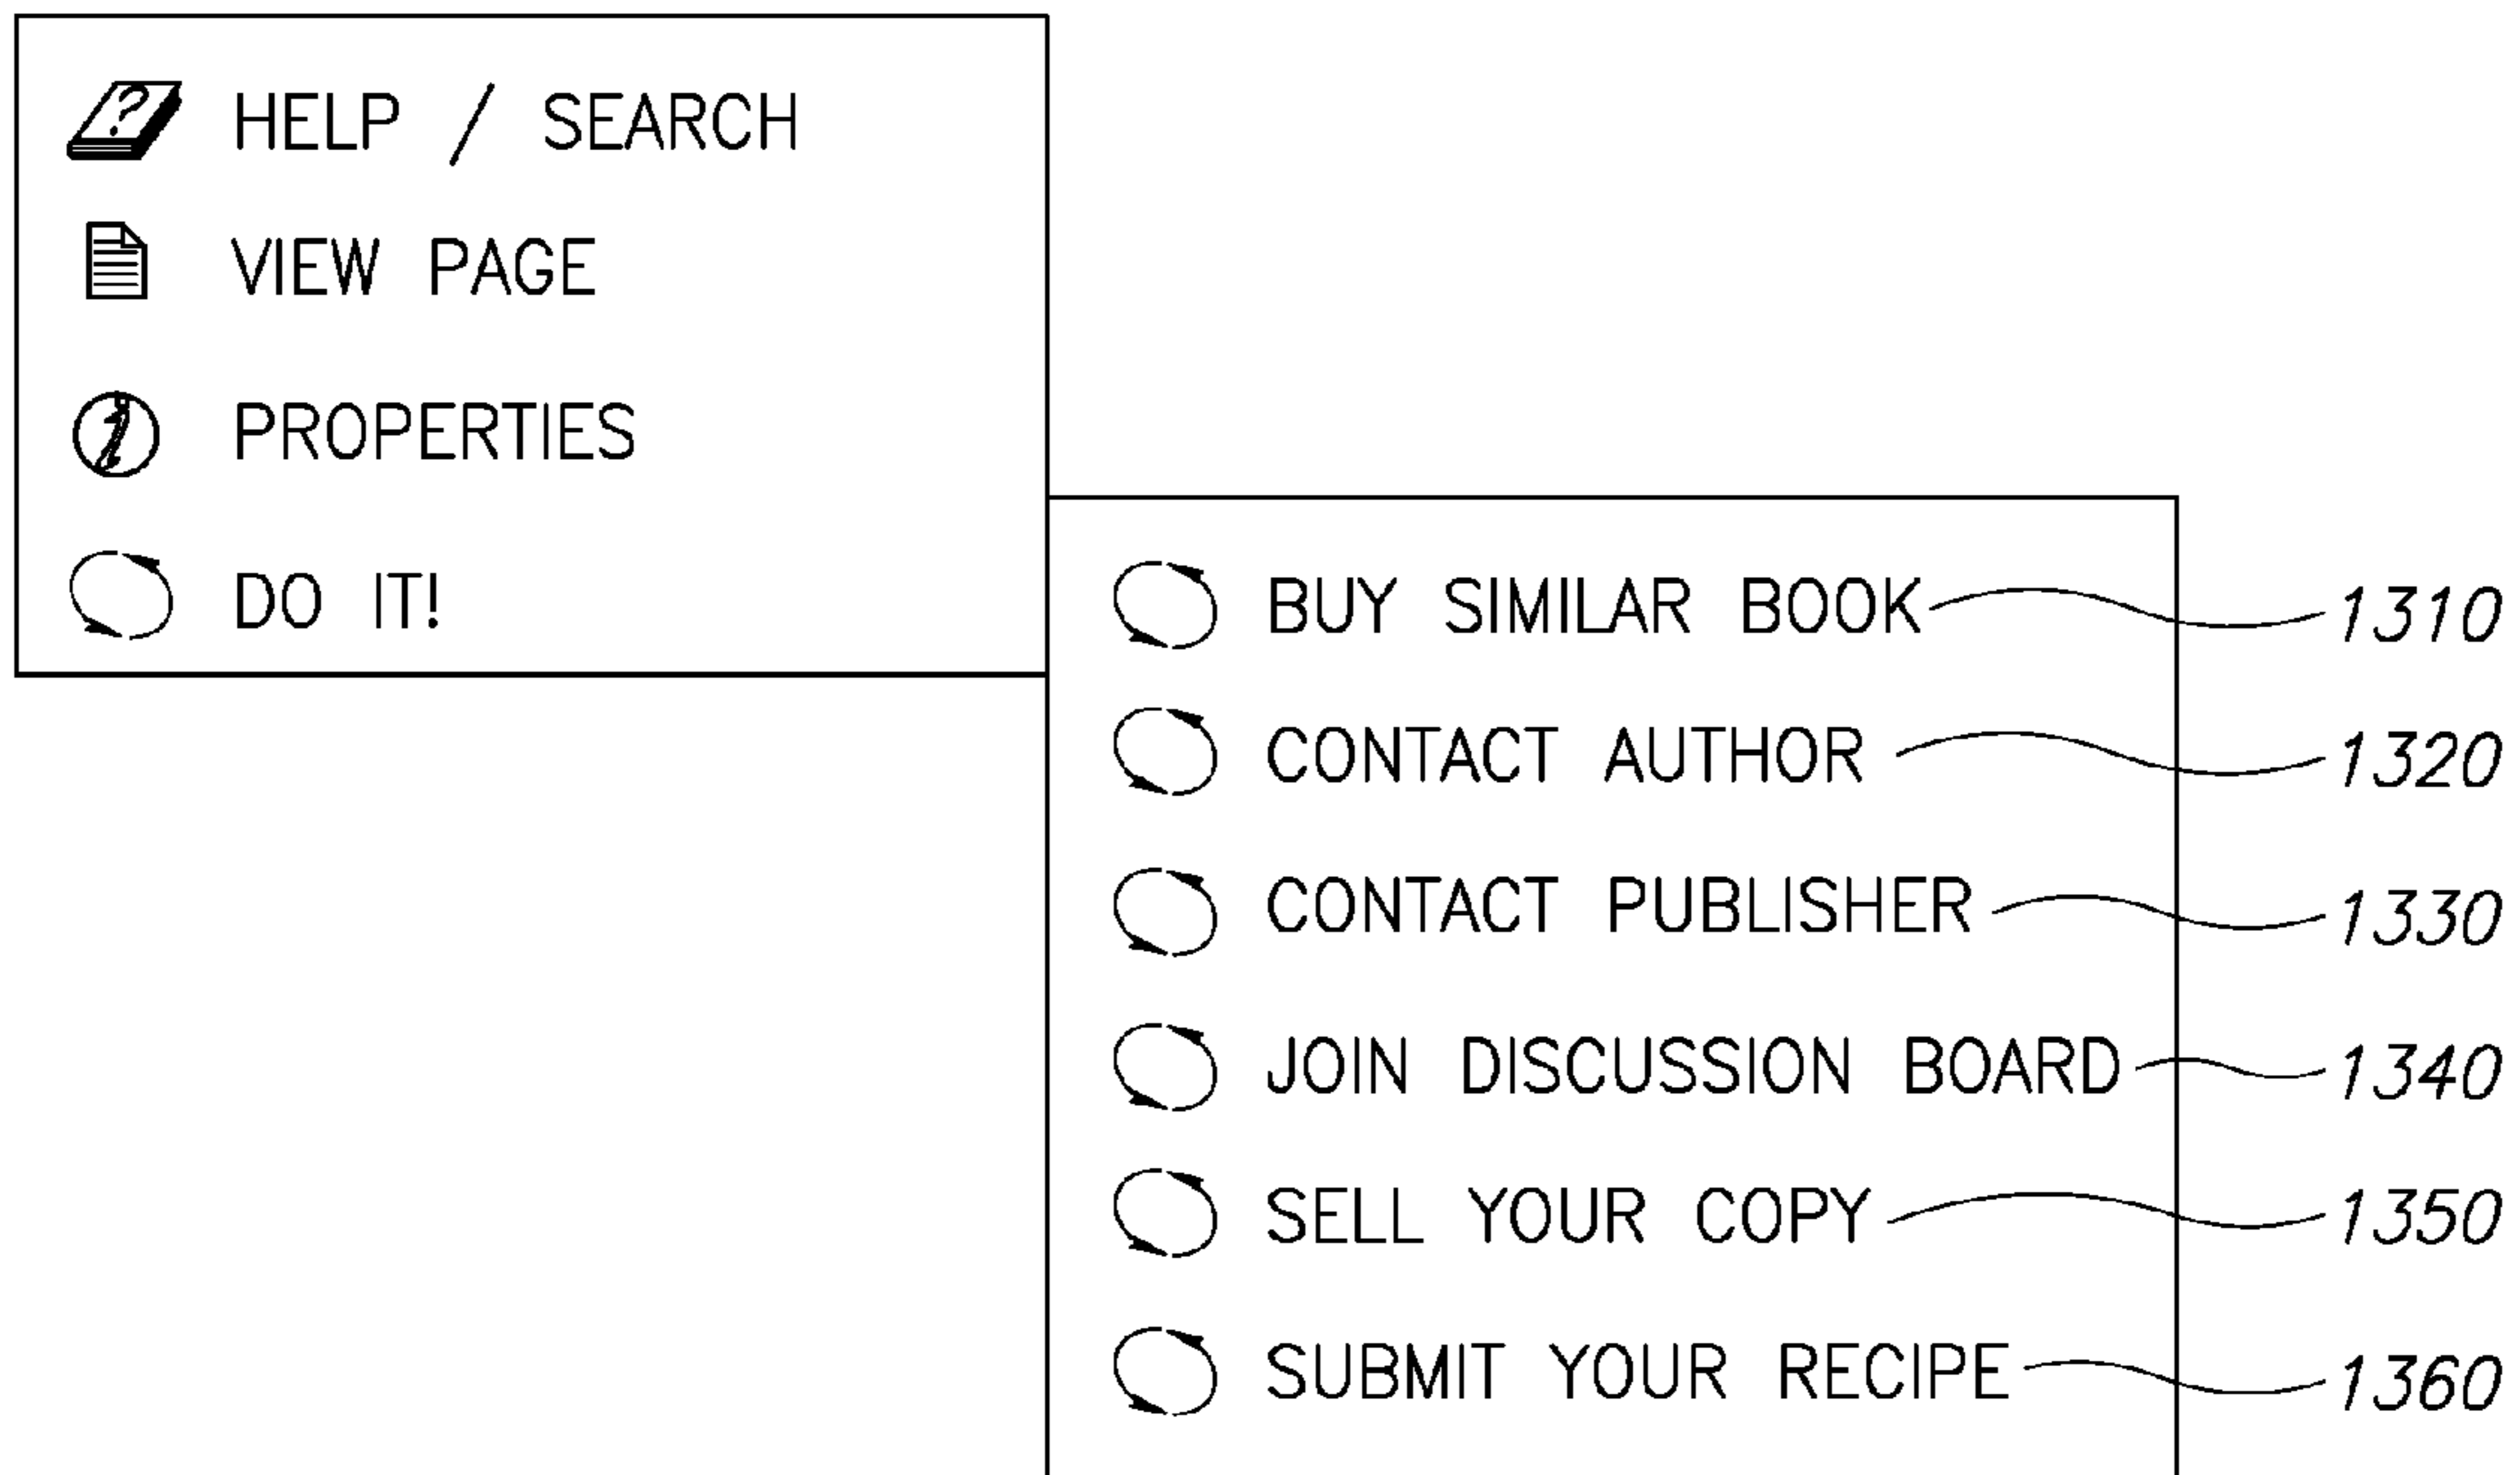 HELP / SEARCH
VIEW PAGE
PROPERTIES
DO IT!
BUY SIMILAR BOOK 1310
CONTACT AUTHOR 1320
CONTACT PUBLISHER 1330
JOIN DISCUSSION BOARD 1340
SELL YOUR COPY 1350
SUBMIT YOUR RECIPE 1360